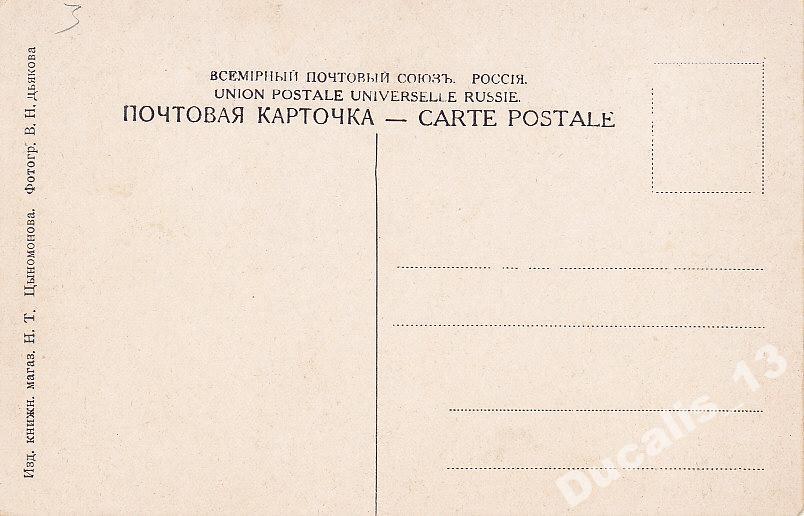 3
ВСЕМІРНЫЙ ПОЧТОВЫЙ СОЮЗЪ. РОССІЯ.
UNION POSTALE UNIVERSELLE RUSSIE.
ПОЧТОВАЯ КАРТОЧКА — CARTE POSTALE
Изд. книжн. магаз. Н. Т. Цыномонова. Фотогр. В. Н. Дьякова
Ducalis_13